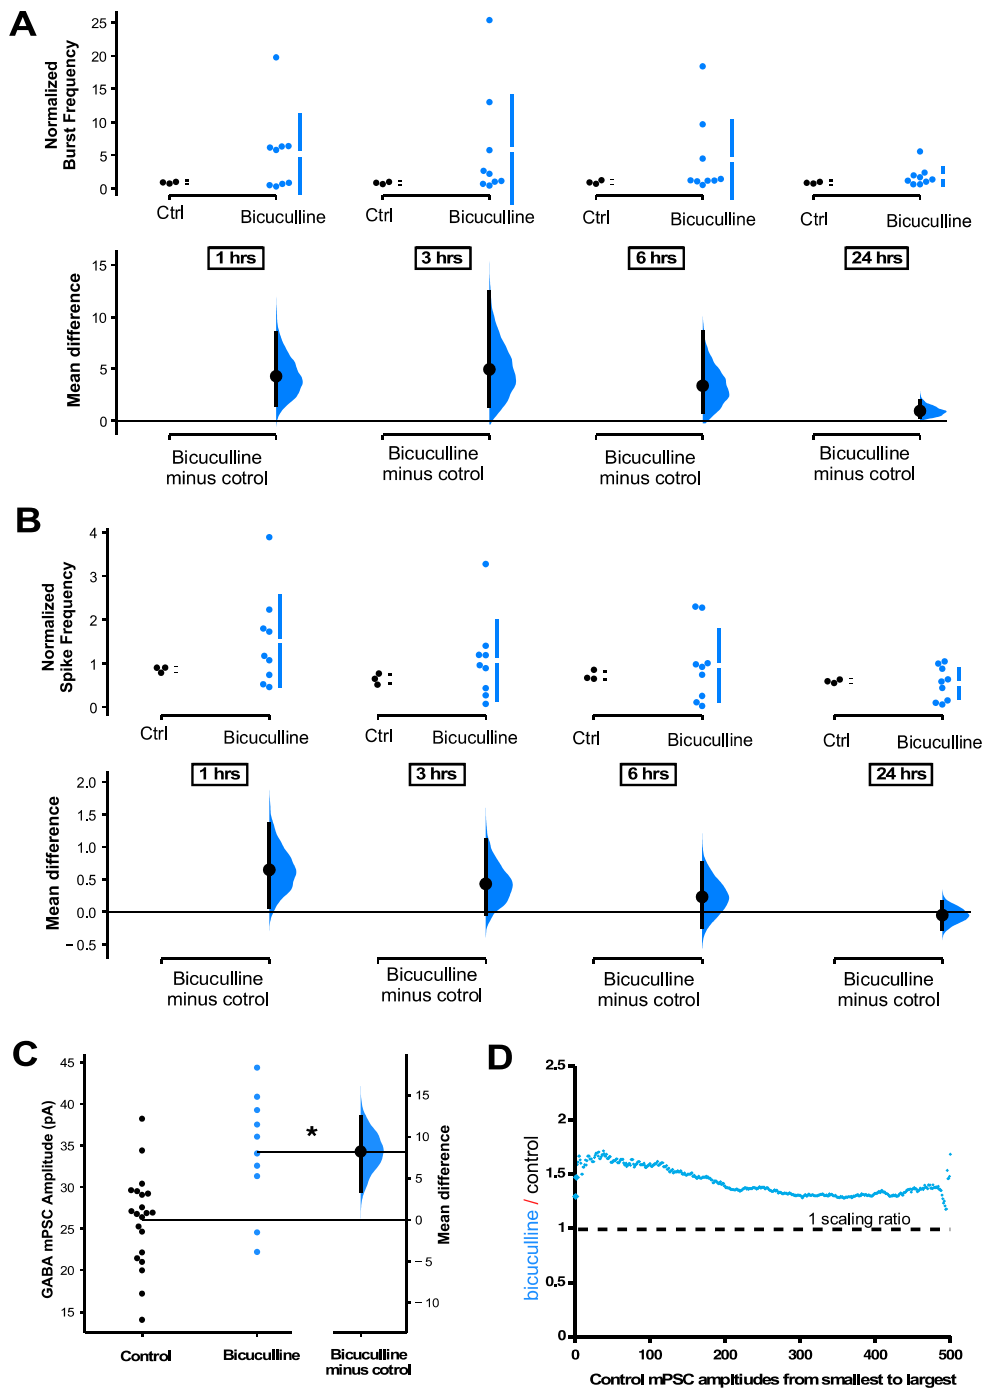 A
Normalized
Burst Frequency
25
20
15
10
5
0
Ctrl
Bicuculline
Ctrl
Bicuculline
Ctrl
Bicuculline
Ctrl
Bicuculline
1 hrs
3 hrs
6 hrs
24 hrs
Mean difference
15
10
5
0
Bicuculline
minus cotrol
Bicuculline
minus cotrol
Bicuculline
minus cotrol
Bicuculline
minus cotrol
B
Normalized
Spike Frequency
4
3
2
1
0
Ctrl
Bicuculline
Ctrl
Bicuculline
Ctrl
Bicuculline
Ctrl
Bicuculline
1 hrs
3 hrs
6 hrs
24 hrs
Mean difference
2.0
1.5
1.0
0.5
0.0
−0.5
Bicuculline
minus cotrol
Bicuculline
minus cotrol
Bicuculline
minus cotrol
Bicuculline
minus cotrol
C
GABA mPSC Amplitude (pA)
45
40
35
30
25
20
15
*
15
10
5
0
−5
−10
Mean difference
Control
Bicuculline
Bicuculline
minus cotrol
D
bicuculline / control
2.5
2
1.5
1
0.5
0
1 scaling ratio
0
100
200
300
400
500
Control mPSC ampltiudes from smallest to largest